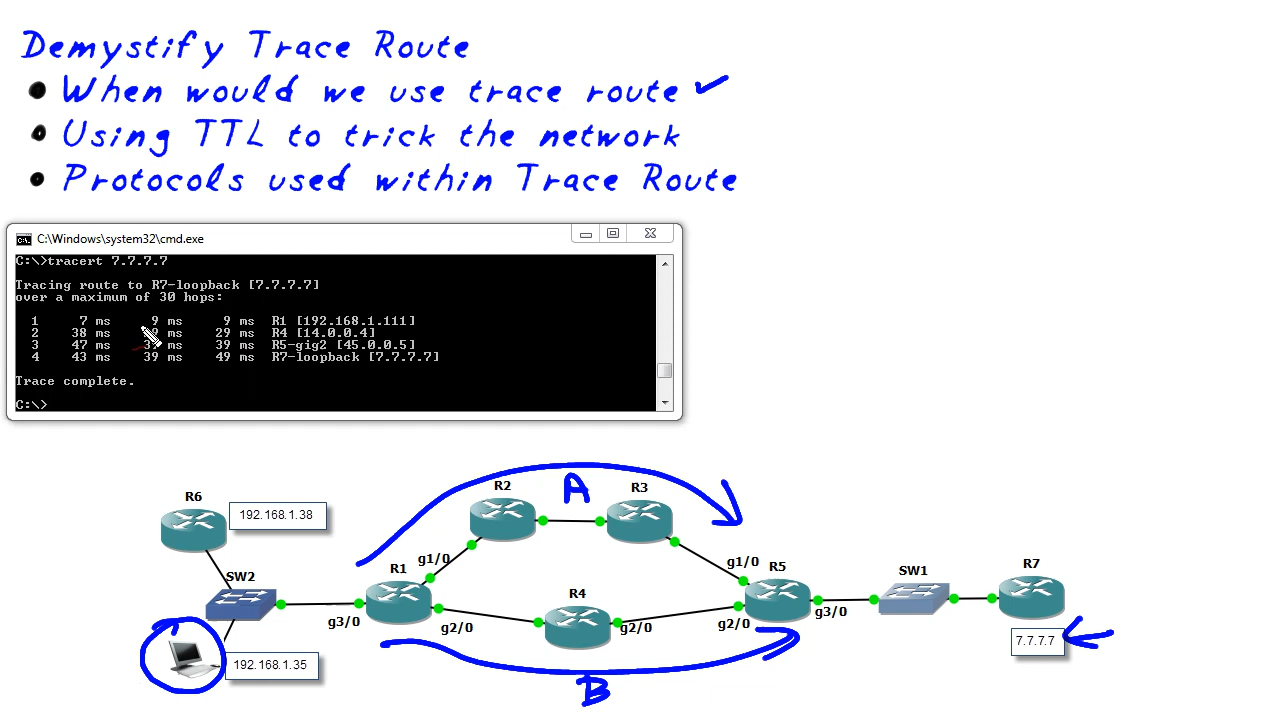 Demystify Trace Route
• When would we use trace route ✓
• Using TTL to trick the network
• Protocols used within Trace Route
C:\Windows\system32\cmd.exe
C:\>tracert 7.7.7.7
Tracing route to R7-loopback [7.7.7.7]
over a maximum of 30 hops:
1 7 ms 9 ms 9 ms R1 [192.168.1.111]
2 38 ms ms 29 ms R4 [14.0.0.4]
3 47 ms ms 39 ms R5-gig2 [45.0.0.5]
4 43 ms 39 ms 49 ms R7-loopback [7.7.7.7]
Trace complete.
C:\>
A
R2
R3
R6
192.168.1.38
g1/0
g1/0
R1
R5
SW2
SW1
R7
R4
g3/0
g2/0
g2/0
g2/0
g3/0
7.7.7.7
192.168.1.35
B